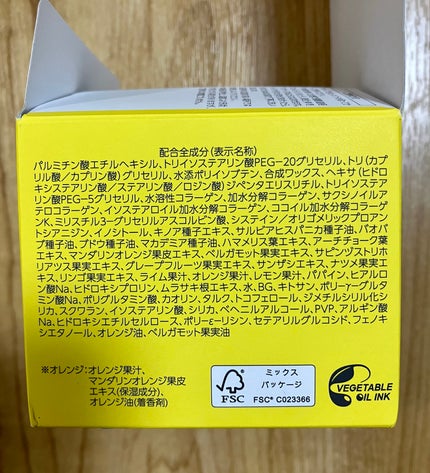 配合全成分(表示名称)
パルミチン酸エチルヘキシル、トリイソステアリン酸PEG-20グリセリル、トリ(カプ
リル酸/カプリン酸)グリセリル、水添ポリイソブテン、合成ワックス、ヘキサ(ヒドロ
キシステアリン酸/ステアリン酸/ロジン酸)ジペンタエリスリチル、トリイソステア
リン酸PEG-5グリセリル、水溶性コラーゲン、加水分解コラーゲン、サクシノイルア
テロコラーゲン、イソステアロイル加水分解コラーゲン、ココイル加水分解コラーゲ
ンK、ミリスチル3-グリセリルアスコルビン酸、システイン/オリゴメリックプロアン
トシアニジン、イノシトール、キノア種子エキス、サルビアヒスパニカ種子油、バオバ
ブ種子油、ブドウ種子油、マカデミア種子油、ハマメリス葉エキス、アーチチョーク葉
エキス、マンダリンオレンジ果皮エキス、ベルガモット果実エキス、サピンヅストリホ
リアツス果実エキス、グレープフルーツ果実エキス、サンザシエキス、ナツメ果実エ
キス、リンゴ果実エキス、ライム果汁、オレンジ果汁、レモン果汁、パパイン、ヒアルロ
ン酸Na、ヒドロキシプロリン、ムラサキ根エキス、水、BG、キトサン、ポリ-γ-グルタ
ミン酸Na、ポリグルタミン酸、カオリン、タルク、トコフェロール、ジメチルシリル化シ
リカ、スクワラン、イソステアリン酸、シリカ、ベヘニルアルコール、PVP、アルギン酸
Na、ヒドロキシエチルセルロース、ポリ-ε-リシン、セテアリルグルコシド、フェノキ
シエタノール、オレンジ油、ベルガモット果実油
※オレンジ:オレンジ果汁、
マンダリンオレンジ果皮
エキス(保湿成分)、
オレンジ油(着香剤)
FSC
ミックス
パッケージ
FSC® C023366
VEGETABLE
OIL INK